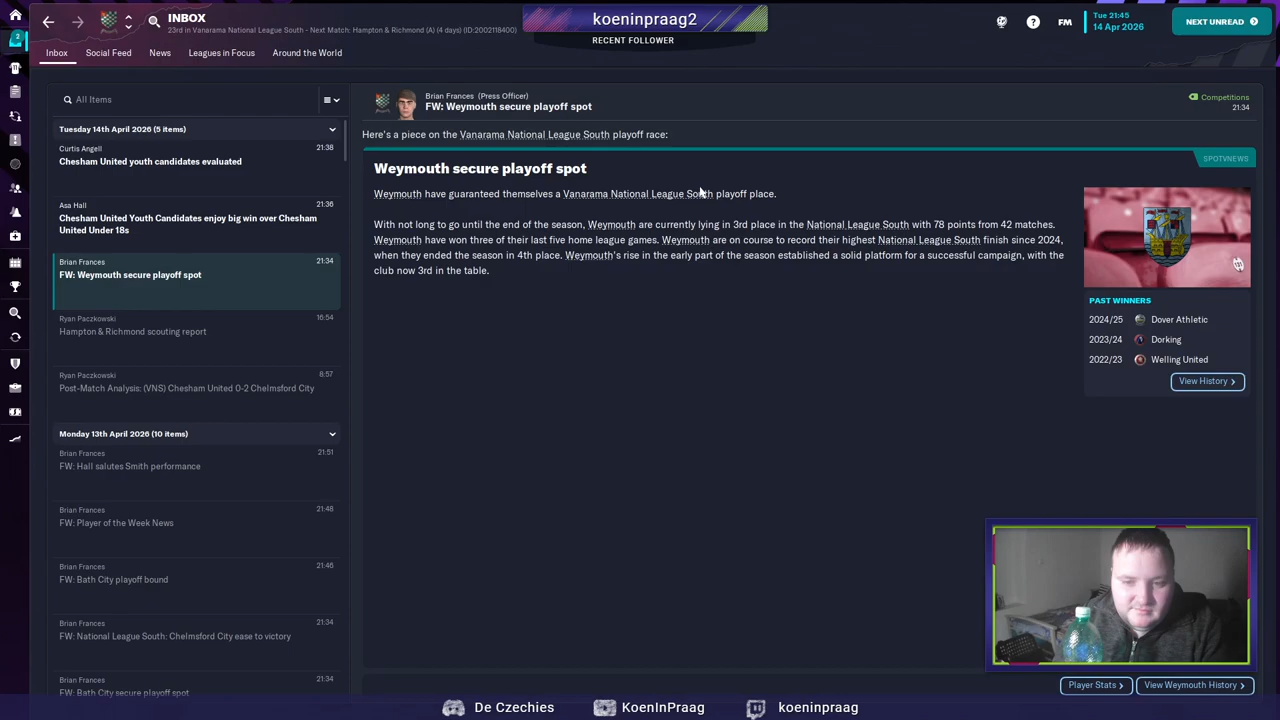 INBOX
23rd in Vanarama National League South - Next Match: Hampton & Richmond (A) (4 days) (ID:2002118400)
koeninpraag2
RECENT FOLLOWER
FM
Tue 21:45
14 Apr 2026
NEXT UNREAD
2
Inbox
Social Feed
News
Leagues in Focus
Around the World
All Items
Tuesday 14th April 2026 (5 items)
Curtis Angell
21:38
Chesham United youth candidates evaluated
Asa Hall
21:36
Chesham United Youth Candidates enjoy big win over Chesham
United Under 18s
Brian Frances
21:34
FW: Weymouth secure playoff spot
Ryan Paczkowski
16:54
Hampton & Richmond scouting report
Ryan Paczkowski
8:57
Post-Match Analysis: (VNS) Chesham United 0-2 Chelmsford City
Monday 13th April 2026 (10 items)
Brian Frances
21:51
FW: Hall salutes Smith performance
Brian Frances
21:48
FW: Player of the Week News
Brian Frances
21:46
FW: Bath City playoff bound
Brian Frances
21:34
FW: National League South: Chelmsford City ease to victory
Brian Frances
21:34
FW: Bath City secure playoff spot
Brian Frances (Press Officer)
FW: Weymouth secure playoff spot
Competitions
21:34
Here's a piece on the Vanarama National League South playoff race:
SPOTVNEWS
Weymouth secure playoff spot
Weymouth have guaranteed themselves a Vanarama National League South playoff place.
With not long to go until the end of the season, Weymouth are currently lying in 3rd place in the National League South with 78 points from 42 matches.
Weymouth have won three of their last five home league games. Weymouth are on course to record their highest National League South finish since 2024,
when they ended the season in 4th place. Weymouth's rise in the early part of the season established a solid platform for a successful campaign, with the
club now 3rd in the table.
PAST WINNERS
2024/25 Dover Athletic
2023/24 Dorking
2022/23 Welling United
View History
Player Stats
View Weymouth History
De Czechies
KoenInPraag
koeninpraag